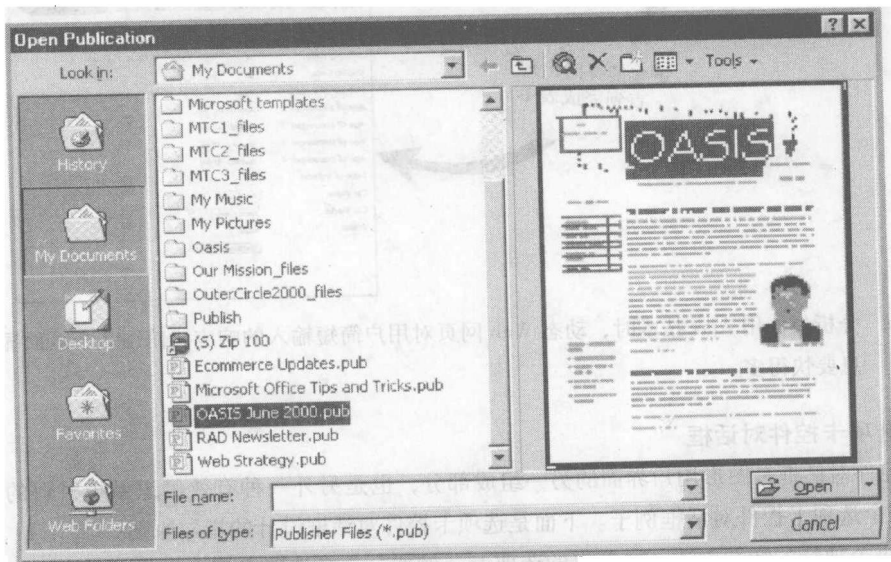 Open Publication
Look in:
My Documents
Tools
History
My Documents
Desktop
Favorites
Web Folders
Microsoft templates
MTC1_files
MTC2_files
MTC3_files
My Music
My Pictures
Oasis
Our Mission_files
OuterCircle2000_files
Publish
(S) Zip 100
Ecommerce Updates.pub
Microsoft Office Tips and Tricks.pub
OASIS June 2000.pub
RAD Newsletter.pub
Web Strategy.pub
OASIS
File name:
Open
Files of type:
Publisher Files (*.pub)
Cancel